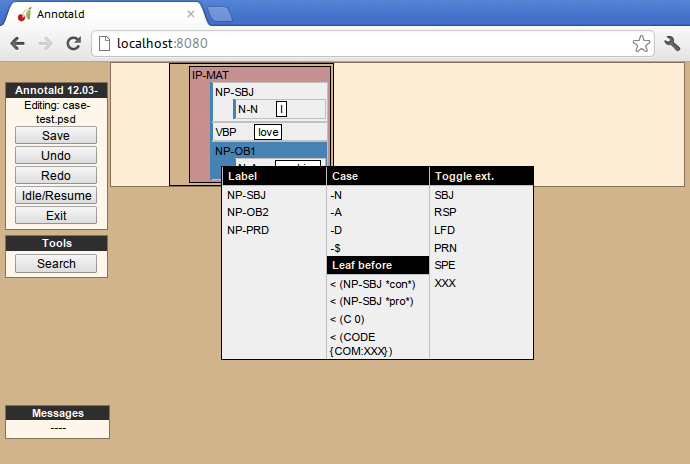 Annotald
localhost:8080
Annotald 12.03-
Editing: case-
test.psd
Save
Undo
Redo
Idle/Resume
Exit
Tools
Search
Messages
----
IP-MAT
NP-SBJ
N-N I
VBP love
NP-OB1
Label
NP-SBJ
NP-OB2
NP-PRD
Case
-N
-A
-D
-$
Leaf before
< (NP-SBJ *con*)
< (NP-SBJ *pro*)
< (C 0)
< (CODE
{COM:XXX})
Toggle ext.
SBJ
RSP
LFD
PRN
SPE
XXX